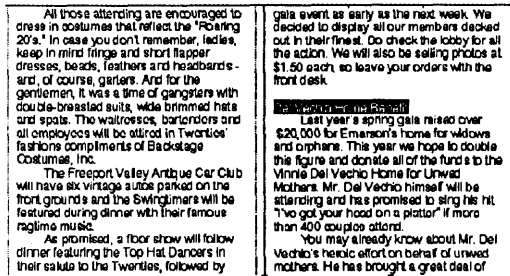 All those attending are encouraged to
dress in costumes that reflect the "Roaring
20's." In case you don't remember, ladies,
keep in mind fringe and short flapper
dresses, beads, feathers and headbands -
and, of course, garters. And for the
gentlemen, it was a time of gangsters with
double-breasted suits, wide brimmed hats
and spats. The waitresses, bartenders and
all employees will be attired in Twenties'
fashions compliments of Backstage
Costumes, Inc.
The Freeport Valley Antique Car Club
will have six vintage autos parked on the
front grounds and the Swingtimers will be
featured during dinner with their famous
ragtime music.
As promised, a floor show will follow
dinner featuring the Top Hat Dancers in
their salute to the Twenties, followed by
gala event as early as the next week. We
decided to display all our members decked
out in their finest. Do check the lobby for all
the action. We will also be selling photos at
$1.50 each, so leave your orders with the
front desk.
Del Vechio Home Benefit
Last year's spring gala raised over
$20,000 for Emerson's home for widows
and orphans. This year we hope to double
this figure and donate all of the funds to the
Vinnie Del Vechio Home for Unwed
Mothers. Mr. Del Vechio himself will be
attending and has promised to sing his hit
"I've got your head on a platter" if more
than 400 couples attend.
You may already know about Mr. Del
Vechio's heroic effort on behalf of unwed
mothers. He has brought a great deal of